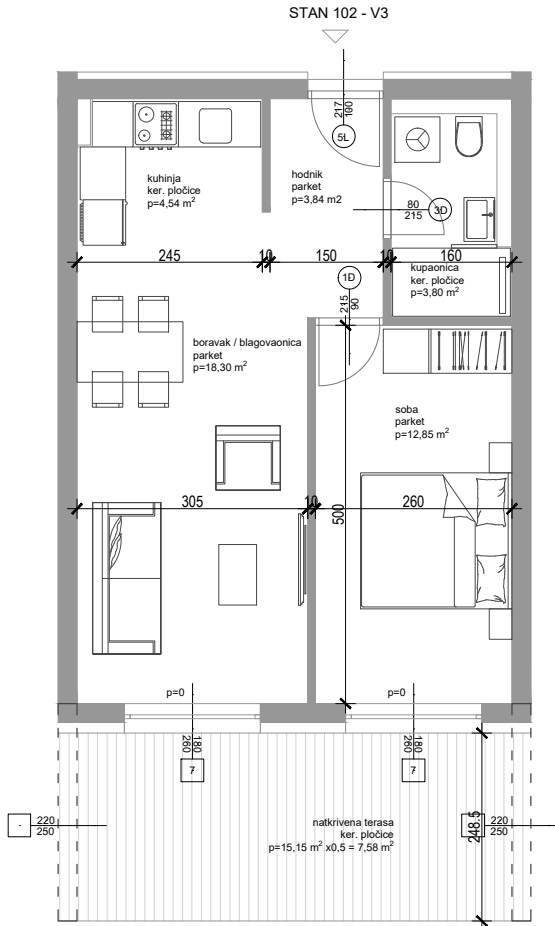 STAN 102 - V3
217
100
5L
kuhinja
ker. pločice
p=4,54 m²
hodnik
parket
p=3,84 m2
80
215
3D
245
10
150
10
160
kupaonica
ker. pločice
p=3,80 m²
1D
215
90
boravak / blagovaonica
parket
p=18,30 m²
soba
parket
p=12,85 m²
305
10
500
260
p=0
p=0
260
180
7
260
180
7
220
250
natkrivena terasa
ker. pločice
p=15,15 m² x0,5 = 7,58 m²
248.5
220
250